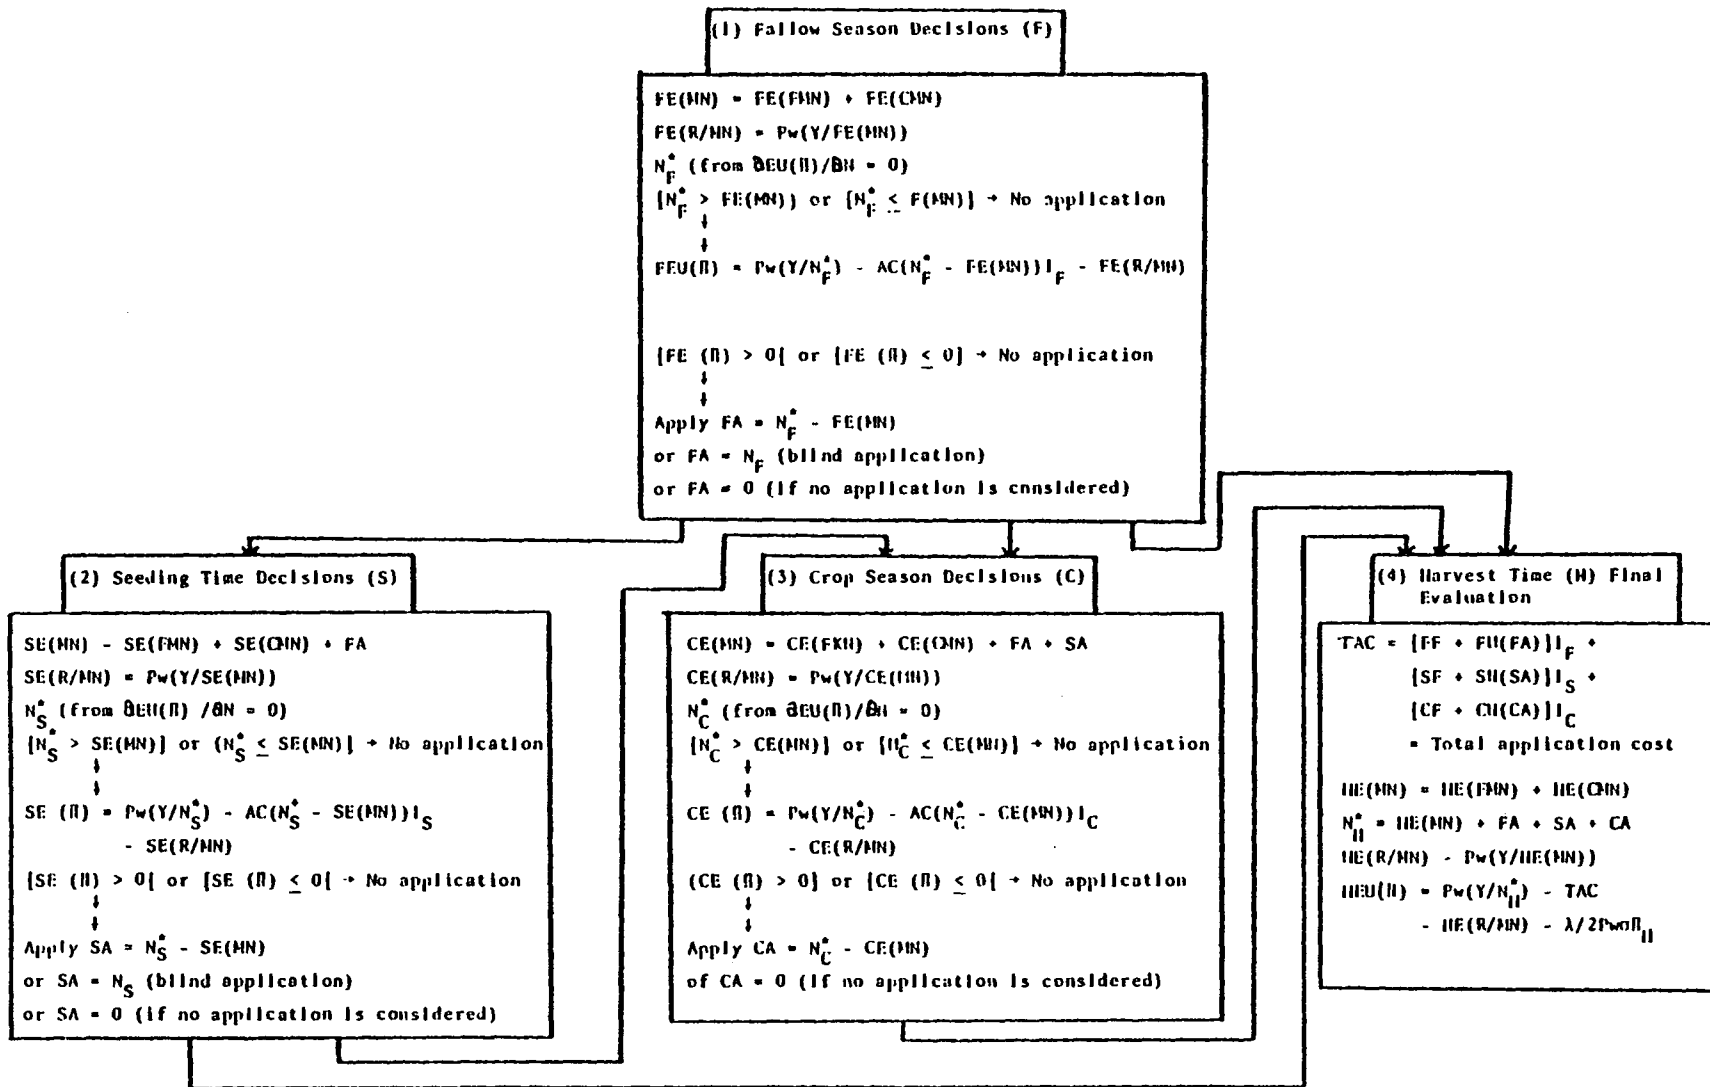 (1) Fallow Season Decisions (F)
FE(MN) = FE(FMN) + FE(CMN)
FE(R/MN) = Pw(Y/FE(MN))
N*F (from ∂EU(Π)/∂N = 0)
[N*F > FE(MN)) or [N*F ≤ F(MN)] → No application
FEU(Π) = Pw(Y/N*F) - AC(N*F - FE(MN))IF - FE(R/MN)
[FE (Π) > 0[ or [FE (Π) ≤ 0] → No application
Apply FA = N*F - FE(MN)
or FA = NF (blind application)
or FA = 0 (if no application is cnnsidered)
(2) Seeding Time Decisions (S)
SE(MN) - SE(FMN) + SE(CMN) + FA
SE(R/MN) = Pw(Y/SE(MN))
N*S (from ∂EU(Π) /∂N = 0)
[N*S > SE(MN)] or (N*S ≤ SE(MN)] → No application
SE (Π) = Pw(Y/N*S) - AC(N*S - SE(MN))IS
- SE(R/MN)
[SE (Π) > 0[ or [SE (Π) ≤ 0[ → No application
Apply SA = N*S - SE(MN)
or SA = NS (blind application)
or SA = 0 (if no application is considered)
(3) Crop Season Decisions (C)
CE(MN) = CE(FMN) + CE(CMN) + FA + SA
CE(R/MN) = Pw(Y/CE(MN))
N*C (from ∂EU(Π)/∂N = 0)
[N*C > CE(MN)] or [N*C ≤ CE(MN)] → No application
CE (Π) = Pw(Y/N*C) - AC(N*C - CE(MN))IC
- CE(R/MN)
(CE (Π) > 0] or [CE (Π) ≤ 0[ → No application
Apply CA = N*C - CE(MN)
of CA = 0 (if no application is considered)
(4) Harvest Time (H) Final
Evaluation
TAC = [FF + FH(FA)]IF +
[SF + SH(SA)]IS +
[CF + CH(CA)]IC
= Total application cost
HE(MN) = HE(FMN) + HE(CMN)
N*H = HE(MN) + FA + SA + CA
HE(R/MN) - Pw(Y/HE(MN))
HEU(Π) = Pw(Y/N*H) - TAC
- HE(R/MN) - λ/2PwσΠH